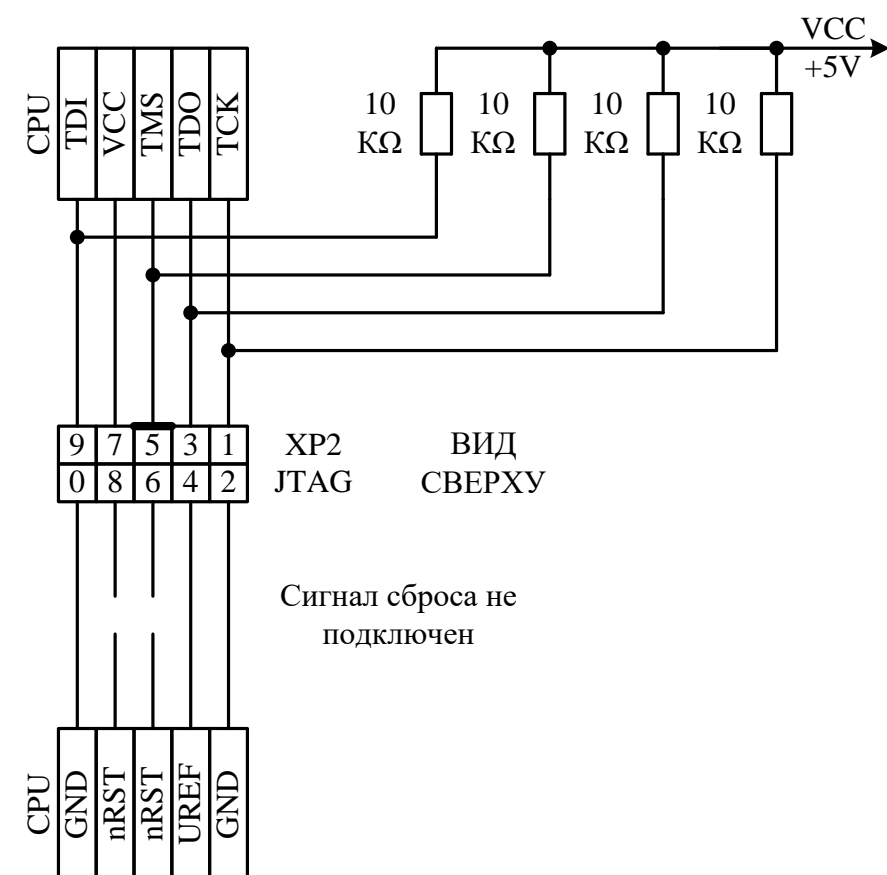 VCC
+5V
10
KΩ
10
KΩ
10
KΩ
10
KΩ
CPU
TDI
VCC
TMS
TDO
TCK
9 7 5 3 1
0 8 6 4 2
XP2
JTAG
ВИД
СВЕРХУ
Сигнал сброса не
подключен
CPU
GND
nRST
nRST
UREF
GND